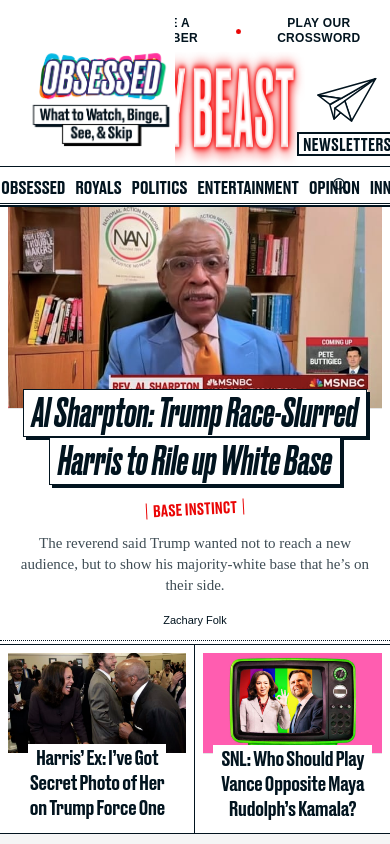 E A
BER
PLAY OUR
CROSSWORD
OBSESSED
What to Watch, Binge,
See, & Skip
Y BEAST
NEWSLETTERS
OBSESSED ROYALS POLITICS ENTERTAINMENT OPINION INN
NATIONAL ACTION NETWORK
NAN
RIGHTEOUS
TROUBLE
MAKERS
COMING UP
PETE
BUTTIGIEG
REV. AL SHARPTON
MSNBC
MSNBC
Al Sharpton: Trump Race-Slurred
Harris to Rile up White Base
BASE INSTINCT
The reverend said Trump wanted not to reach a new
audience, but to show his majority-white base that he’s on
their side.
Zachary Folk
Harris’ Ex: I’ve Got
Secret Photo of Her
on Trump Force One
SNL: Who Should Play
Vance Opposite Maya
Rudolph’s Kamala?